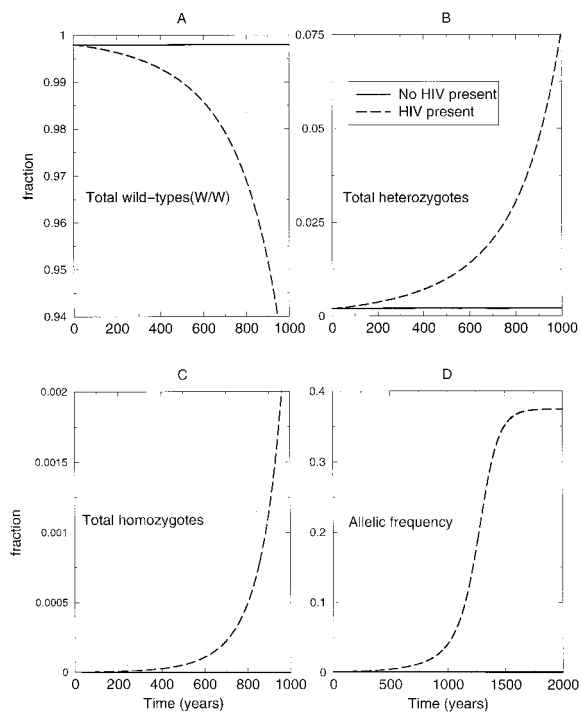 A
B
1
0.99
0.98
0.97
0.96
0.95
0.94
fraction
Total wild-types(W/W)
0 200 400 600 800 1000
0.075
0.05
0.025
0
No HIV present
HIV present
Total heterozygotes
0 200 400 600 800 1000
C
D
0.002
0.0015
0.001
0.0005
0
fraction
Total homozygotes
0 200 400 600 800 1000
Time (years)
0.4
0.3
0.2
0.1
0
Allelic frequency
0 500 1000 1500 2000
Time (years)